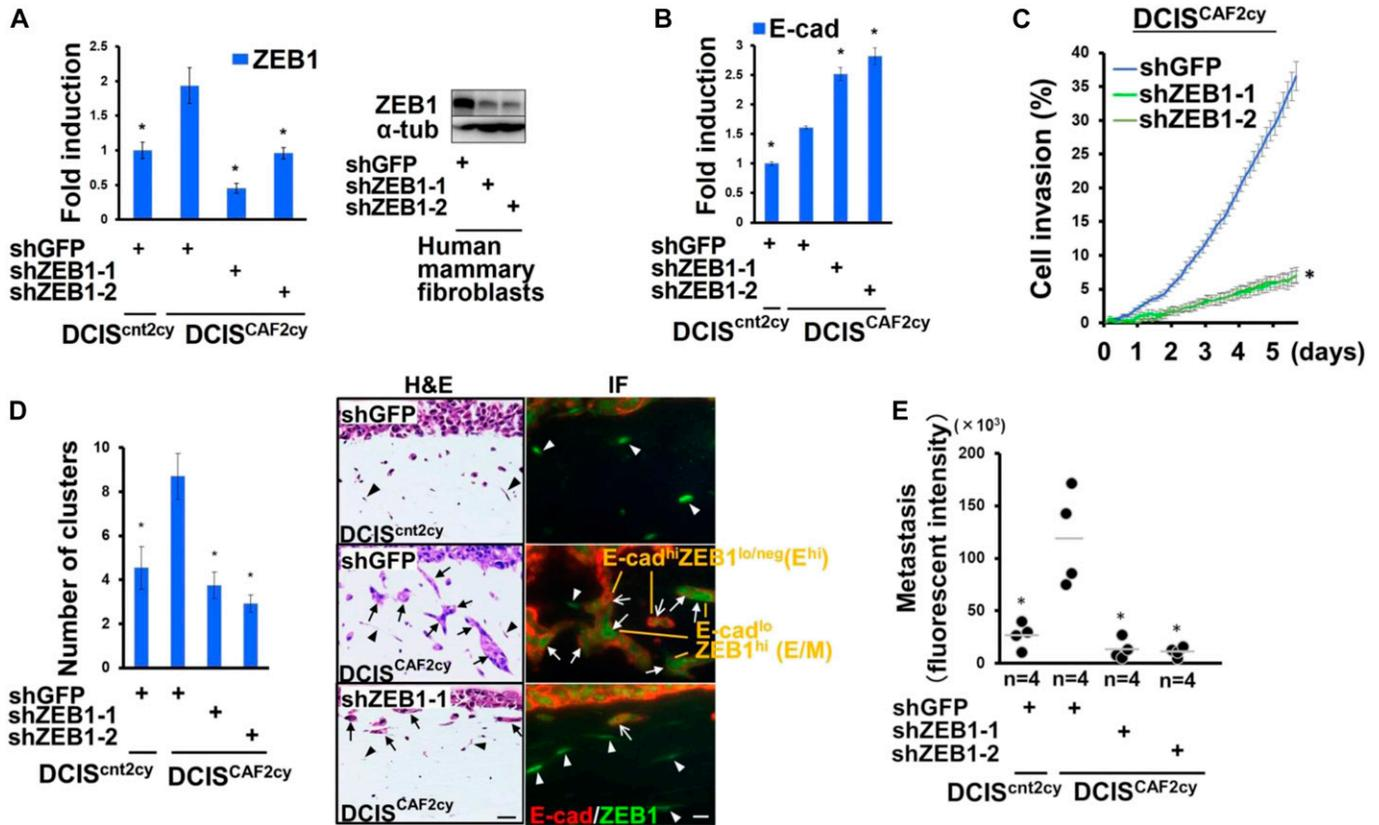 A
ZEB1
Fold induction
2.5
2
1.5
1
0.5
0
* * *
shGFP + +
shZEB1-1 +
shZEB1-2 +
DCIScnt2cy DCISCAF2cy
ZEB1
α-tub
shGFP +
shZEB1-1 +
shZEB1-2 +
Human
mammary
fibroblasts
B
E-cad
Fold induction
3
2.5
2
1.5
1
0.5
0
* * *
shGFP + +
shZEB1-1 +
shZEB1-2 +
DCIScnt2cy DCISCAF2cy
C
DCISCAF2cy
Cell invasion (%)
40
35
30
25
20
15
10
5
0
shGFP
shZEB1-1
shZEB1-2
*
0 1 2 3 4 5 (days)
D
Number of clusters
10
8
6
4
2
0
* * *
shGFP + +
shZEB1-1 +
shZEB1-2 +
DCIScnt2cy DCISCAF2cy
H&E IF
shGFP
DCIScnt2cy
shGFP
DCISCAF2cy
E-cadhiZEB1lo/neg(Ehi)
E-cadlo
ZEB1hi (E/M)
shZEB1-1
DCISCAF2cy
E-cad/ZEB1
E
Metastasis
(fluorescent intensity)
(×103)
200
150
100
50
0
* * *
n=4 n=4 n=4 n=4
shGFP + +
shZEB1-1 +
shZEB1-2 +
DCIScnt2cy DCISCAF2cy